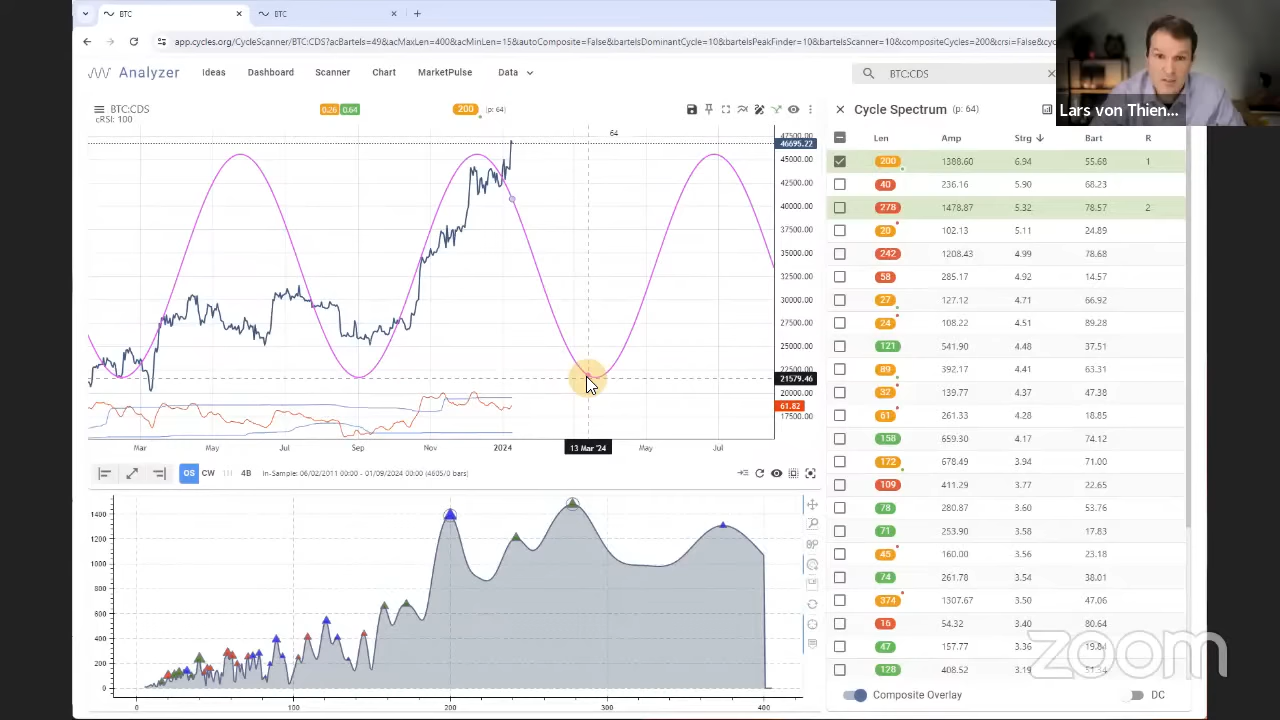 BTC
BTC
app.cycles.org/CycleScanner/BTC:CDS?acBartels=49&acMaxLen=400&acMinlen=15&autoComposite=False&bartelsDominantCycle=10&bartelsPeakFinder=10&bartelsScanner=10&compositecycles=200&crsi=False&cyc
Analyzer
Ideas
Dashboard
Scanner
Chart
MarketPulse
Data
BTC:CDS
Lars von Thien...
BTC:CDS
0.26 0.64
200 (p: 64)
cRSI: 100
64
47500.00
46695.22
45000.00
42500.00
40000.00
37500.00
35000.00
32500.00
30000.00
27500.00
25000.00
22500.00
21579.46
20000.00
61.82
17500.00
Mar May Jul Sep Nov 2024 13 Mar '24 May Jul
OS CW 1H 4B In-Sample: 06/02/2011 00:00 - 01/09/2024 00:00 (4605/0 bars)
1400
1200
1000
800
600
400
200
0
0 100 200 300 400
Cycle Spectrum (p: 64)
Len Amp Strg Bart R
200 1388.60 6.94 55.68 1
40 236.16 5.90 68.23
278 1478.87 5.32 78.57 2
20 102.13 5.11 24.89
242 1208.43 4.99 78.68
58 285.17 4.92 14.57
27 127.12 4.71 66.92
24 108.22 4.51 89.28
121 541.90 4.48 37.51
89 392.17 4.41 63.31
32 139.77 4.37 47.38
61 261.33 4.28 18.85
158 659.30 4.17 74.12
172 678.49 3.94 71.00
109 411.29 3.77 22.65
78 280.87 3.60 53.76
71 253.90 3.58 17.83
45 160.00 3.56 23.18
74 261.78 3.54 38.01
374 1307.67 3.50 47.06
16 54.32 3.40 80.64
47 157.77 3.36 19.84
128 408.52 3.19 51.34
zoom
Composite Overlay
DC